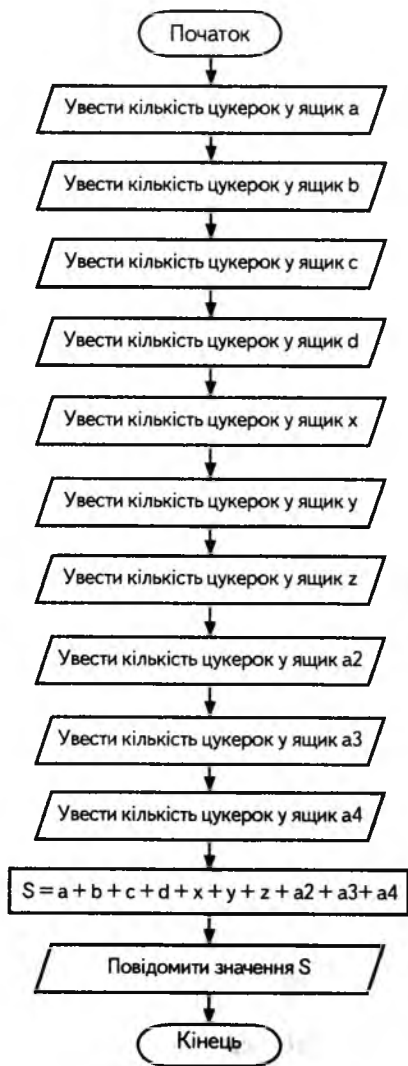 Початок
Увести кількість цукерок у ящик a
Увести кількість цукерок у ящик b
Увести кількість цукерок у ящик c
Увести кількість цукерок у ящик d
Увести кількість цукерок у ящик x
Увести кількість цукерок у ящик y
Увести кількість цукерок у ящик z
Увести кількість цукерок у ящик a2
Увести кількість цукерок у ящик a3
Увести кількість цукерок у ящик a4
S = a + b + c + d + x + y + z + a2 + a3 + a4
Повідомити значення S
Кінець